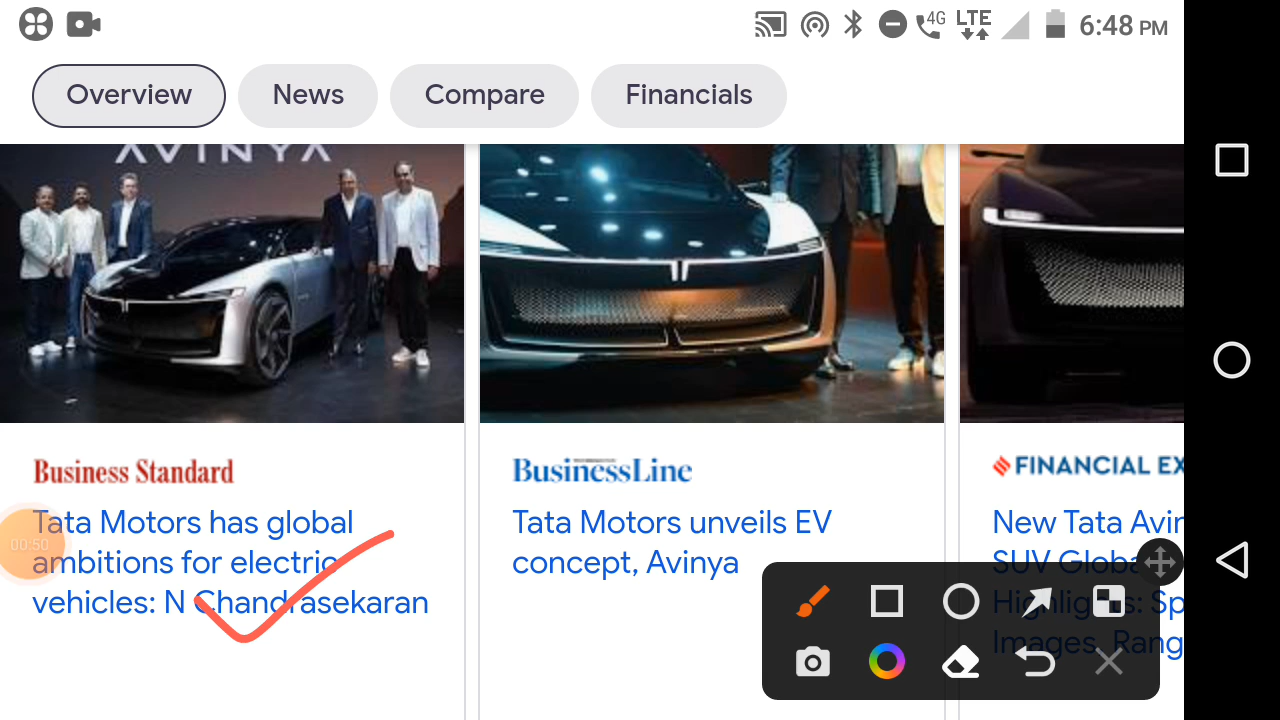 4G LTE 6:48 PM
Overview News Compare Financials
AVINYA
Business Standard
Tata Motors has global
ambitions for electric
vehicles: N Chandrasekaran
00:50
BusinessLine
Tata Motors unveils EV
concept, Avinya
FINANCIAL EX
New Tata Avin
SUV Globa
Highlights: Sp
Images, Rang